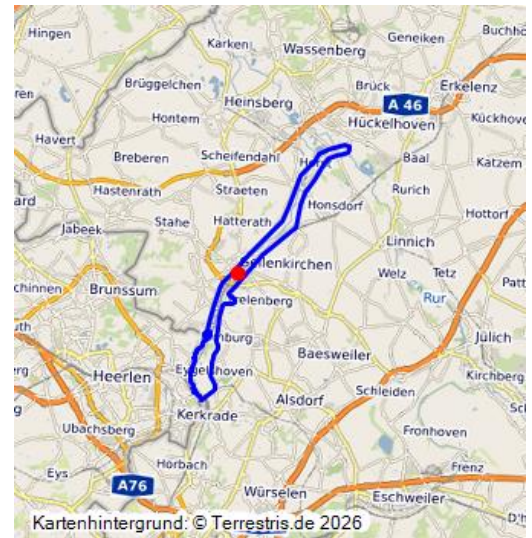 Hingen
Karken
Geneiken
Buchho
Wassenberg
Brüggelchen
Brück
Erkelenz
Heinsberg
A 46
Hontem
Hückelhoven
Kückhove
Havert
Scheifendahl
Breberen
Baal
Katzem
Hastenrath
Straeten
Rurich
Honsdorf
Stahe
Hatterath
Hottorf
Jabeek
Linnich
Geilenkirchen
Welz
Tetz
Brunssum
Rur
Baesweiler
Jülich
Heerlen
Eygelshoven
Kirchberg
Schleiden
Alsdorf
Kerkrade
Ubachsberg
Fronhoven
Horbach
Eys
Frenz
A76
Würselen
Eschweiler
Kartenhintergrund: © Terrestris.de 2026